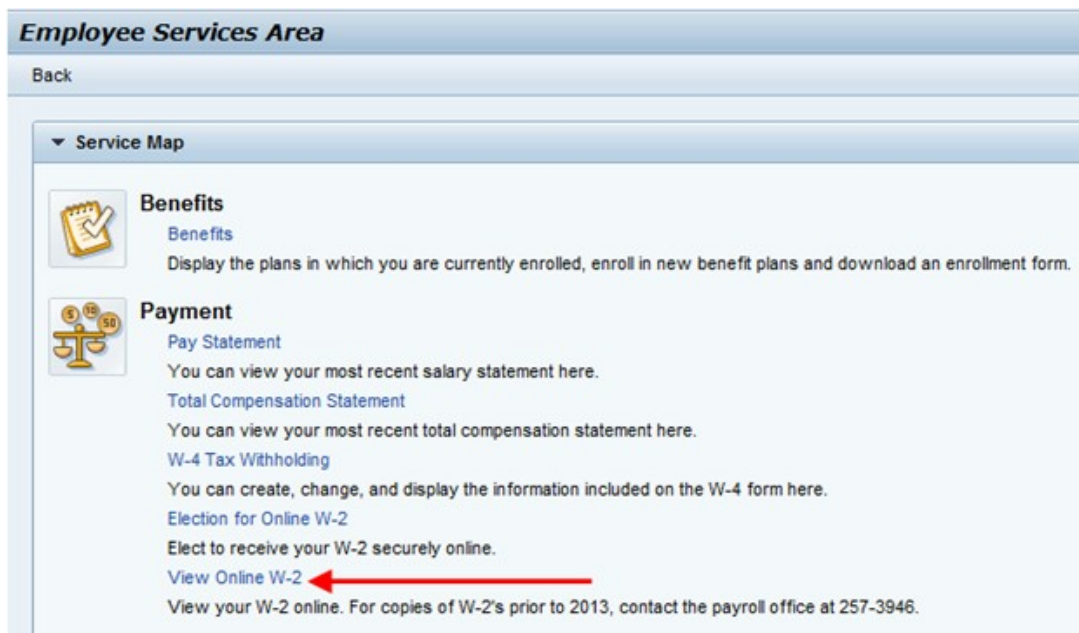 Employee Services Area
Back
Service Map
Benefits
Benefits
Display the plans in which you are currently enrolled, enroll in new benefit plans and download an enrollment form.
5 10 50
Payment
Pay Statement
You can view your most recent salary statement here.
Total Compensation Statement
You can view your most recent total compensation statement here.
W-4 Tax Withholding
You can create, change, and display the information included on the W-4 form here.
Election for Online W-2
Elect to receive your W-2 securely online.
View Online W-2
View your W-2 online. For copies of W-2's prior to 2013, contact the payroll office at 257-3946.